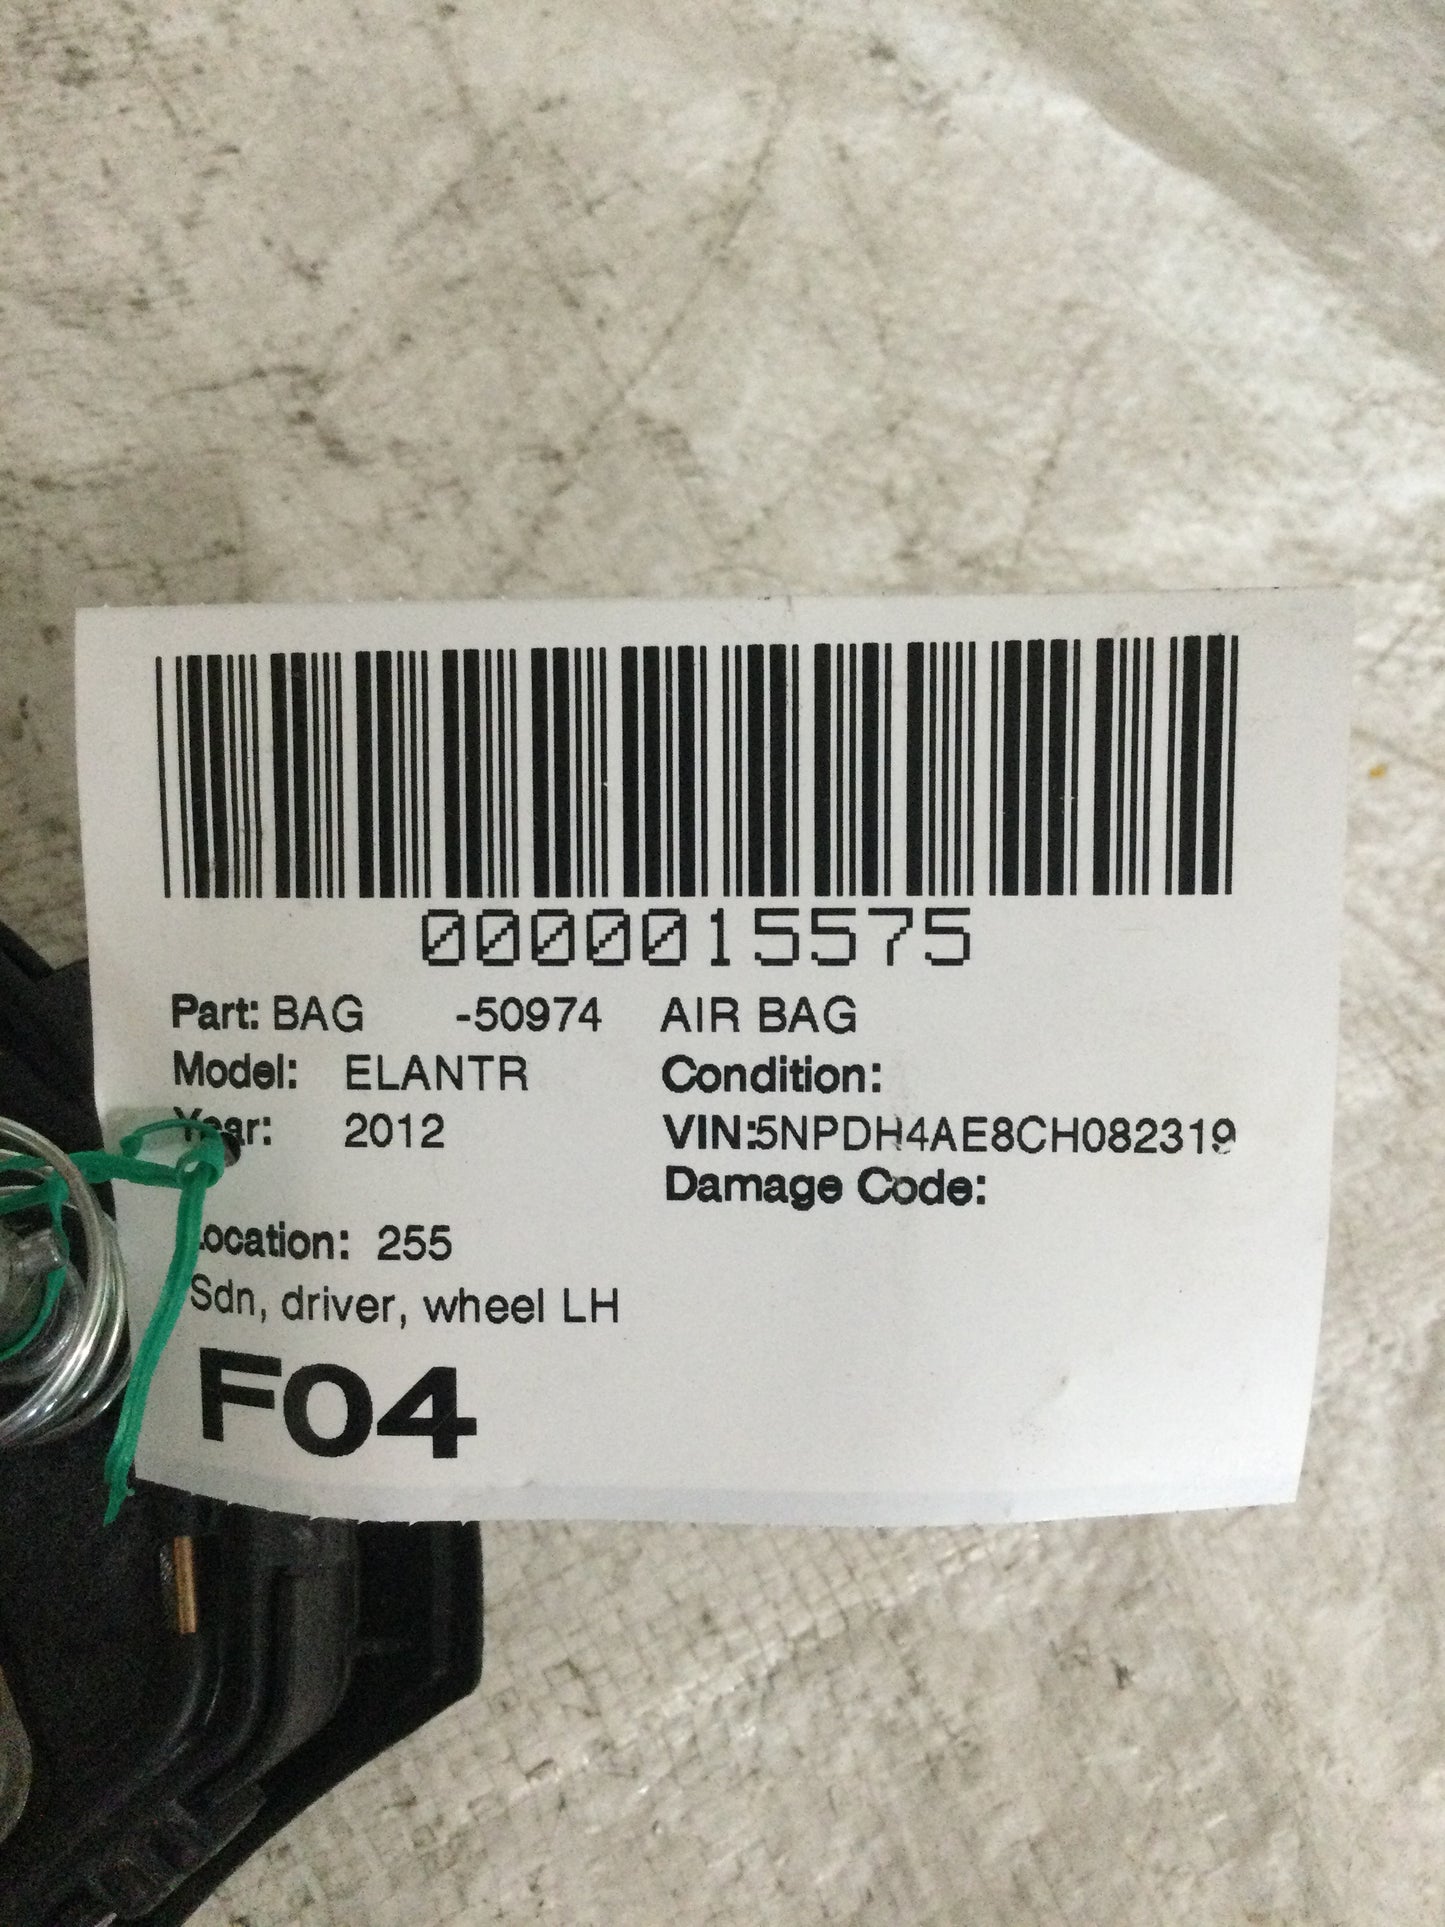 0000015575
Part: BAG -50974 AIR BAG
Model: ELANTR Condition:
Year: 2012 VIN:5NPDH4AE8CH082319
Damage Code:
Location: 255
Sdn, driver, wheel LH
F04